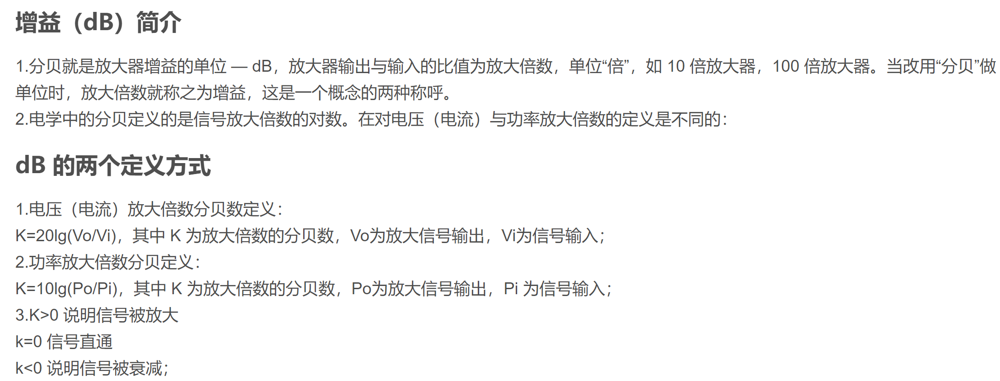 增益（dB）简介
1.分贝就是放大器增益的单位 — dB，放大器输出与输入的比值为放大倍数，单位“倍”，如 10 倍放大器，100 倍放大器。当改用“分贝”做
单位时，放大倍数就称之为增益，这是一个概念的两种称呼。
2.电学中的分贝定义的是信号放大倍数的对数。在对电压（电流）与功率放大倍数的定义是不同的：
dB 的两个定义方式
1.电压（电流）放大倍数分贝数定义：
K=20lg(Vo/Vi)，其中 K 为放大倍数的分贝数，Vo为放大信号输出，Vi为信号输入；
2.功率放大倍数分贝定义：
K=10lg(Po/Pi)，其中 K 为放大倍数的分贝数，Po为放大信号输出，Pi 为信号输入；
3.K>0 说明信号被放大
k=0 信号直通
k<0 说明信号被衰减；